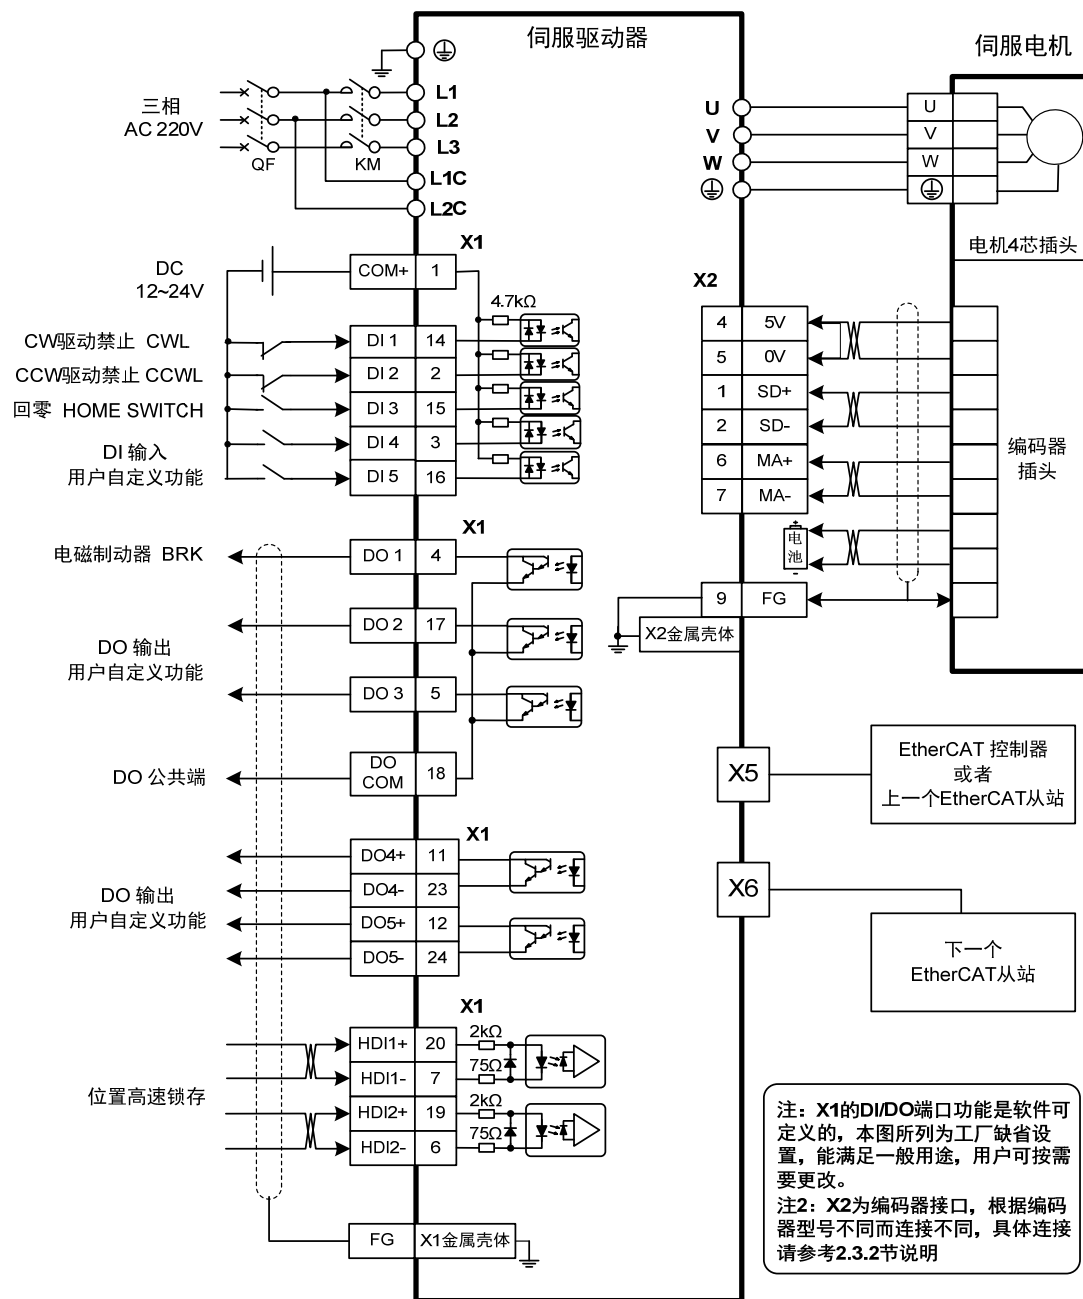 伺服驱动器
伺服电机
三相
AC 220V
QF
KM
L1
L2
L3
L1C
L2C
U
V
W
U
V
W
电机4芯插头
X1
DC
12~24V
COM+ 1
4.7kΩ
CW驱动禁止 CWL
DI 1 14
CCW驱动禁止 CCWL
DI 2 2
回零 HOME SWITCH
DI 3 15
DI 4 3
DI 输入
用户自定义功能
DI 5 16
X2
4 5V
5 0V
1 SD+
2 SD-
6 MA+
7 MA-
+
电
池
-
9 FG
X2金属壳体
编码器
插头
X1
电磁制动器 BRK
DO 1 4
DO 2 17
DO 输出
用户自定义功能
DO 3 5
DO 公共端
DO
COM
18
X5
EtherCAT 控制器
或者
上一个EtherCAT从站
X6
下一个
EtherCAT从站
X1
DO4+ 11
DO4- 23
DO 输出
用户自定义功能
DO5+ 12
DO5- 24
X1
HDI1+ 20
2kΩ
HDI1- 7
75Ω
位置高速锁存
HDI2+ 19
2kΩ
HDI2- 6
75Ω
FG X1金属壳体
注：X1的DI/DO端口功能是软件可
定义的，本图所列为工厂缺省设
置，能满足一般用途，用户可按需
要更改。
注2：X2为编码器接口，根据编码
器型号不同而连接不同，具体连接
请参考2.3.2节说明